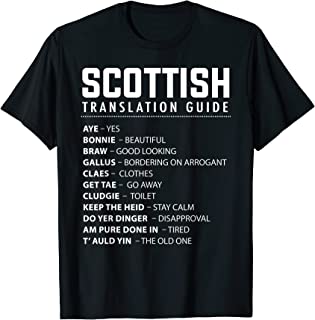 SCOTTISH
TRANSLATION GUIDE
AYE – YES
BONNIE – BEAUTIFUL
BRAW – GOOD LOOKING
GALLUS – BORDERING ON ARROGANT
CLAES – CLOTHES
GET TAE – GO AWAY
CLUDGIE – TOILET
KEEP THE HEID – STAY CALM
DO YER DINGER – DISAPPROVAL
AM PURE DONE IN – TIRED
T' AULD YIN – THE OLD ONE